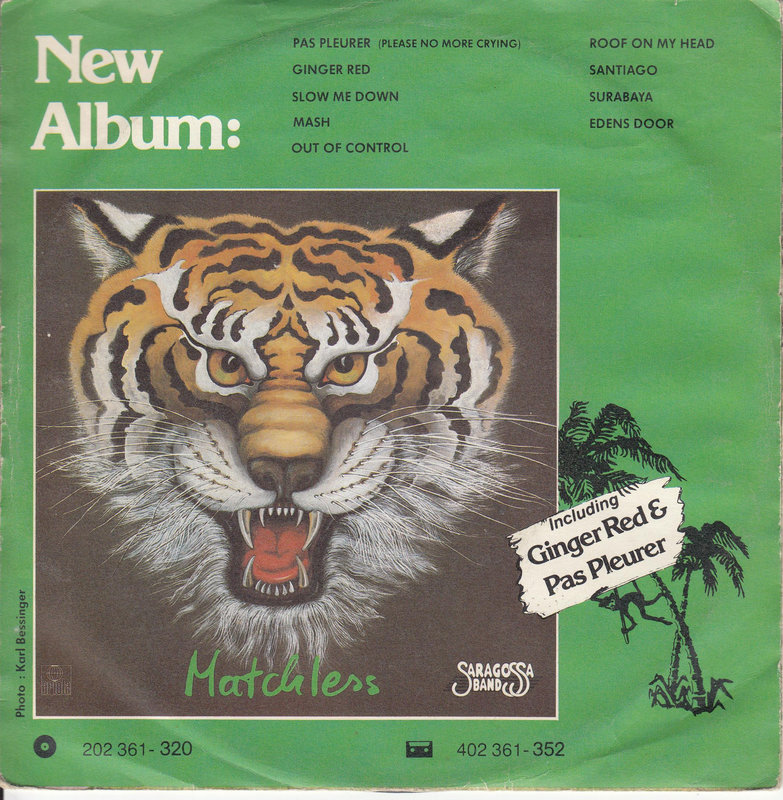 New
Album:
PAS PLEURER (PLEASE NO MORE CRYING)
GINGER RED
SLOW ME DOWN
MASH
OUT OF CONTROL
ROOF ON MY HEAD
SANTIAGO
SURABAYA
EDENS DOOR
Including
Ginger Red &
Pas Pleurer
Photo : Karl Bessinger
ARIOLA
Matchless
SARAGOSSA
BAND
202 361-320
402 361-352